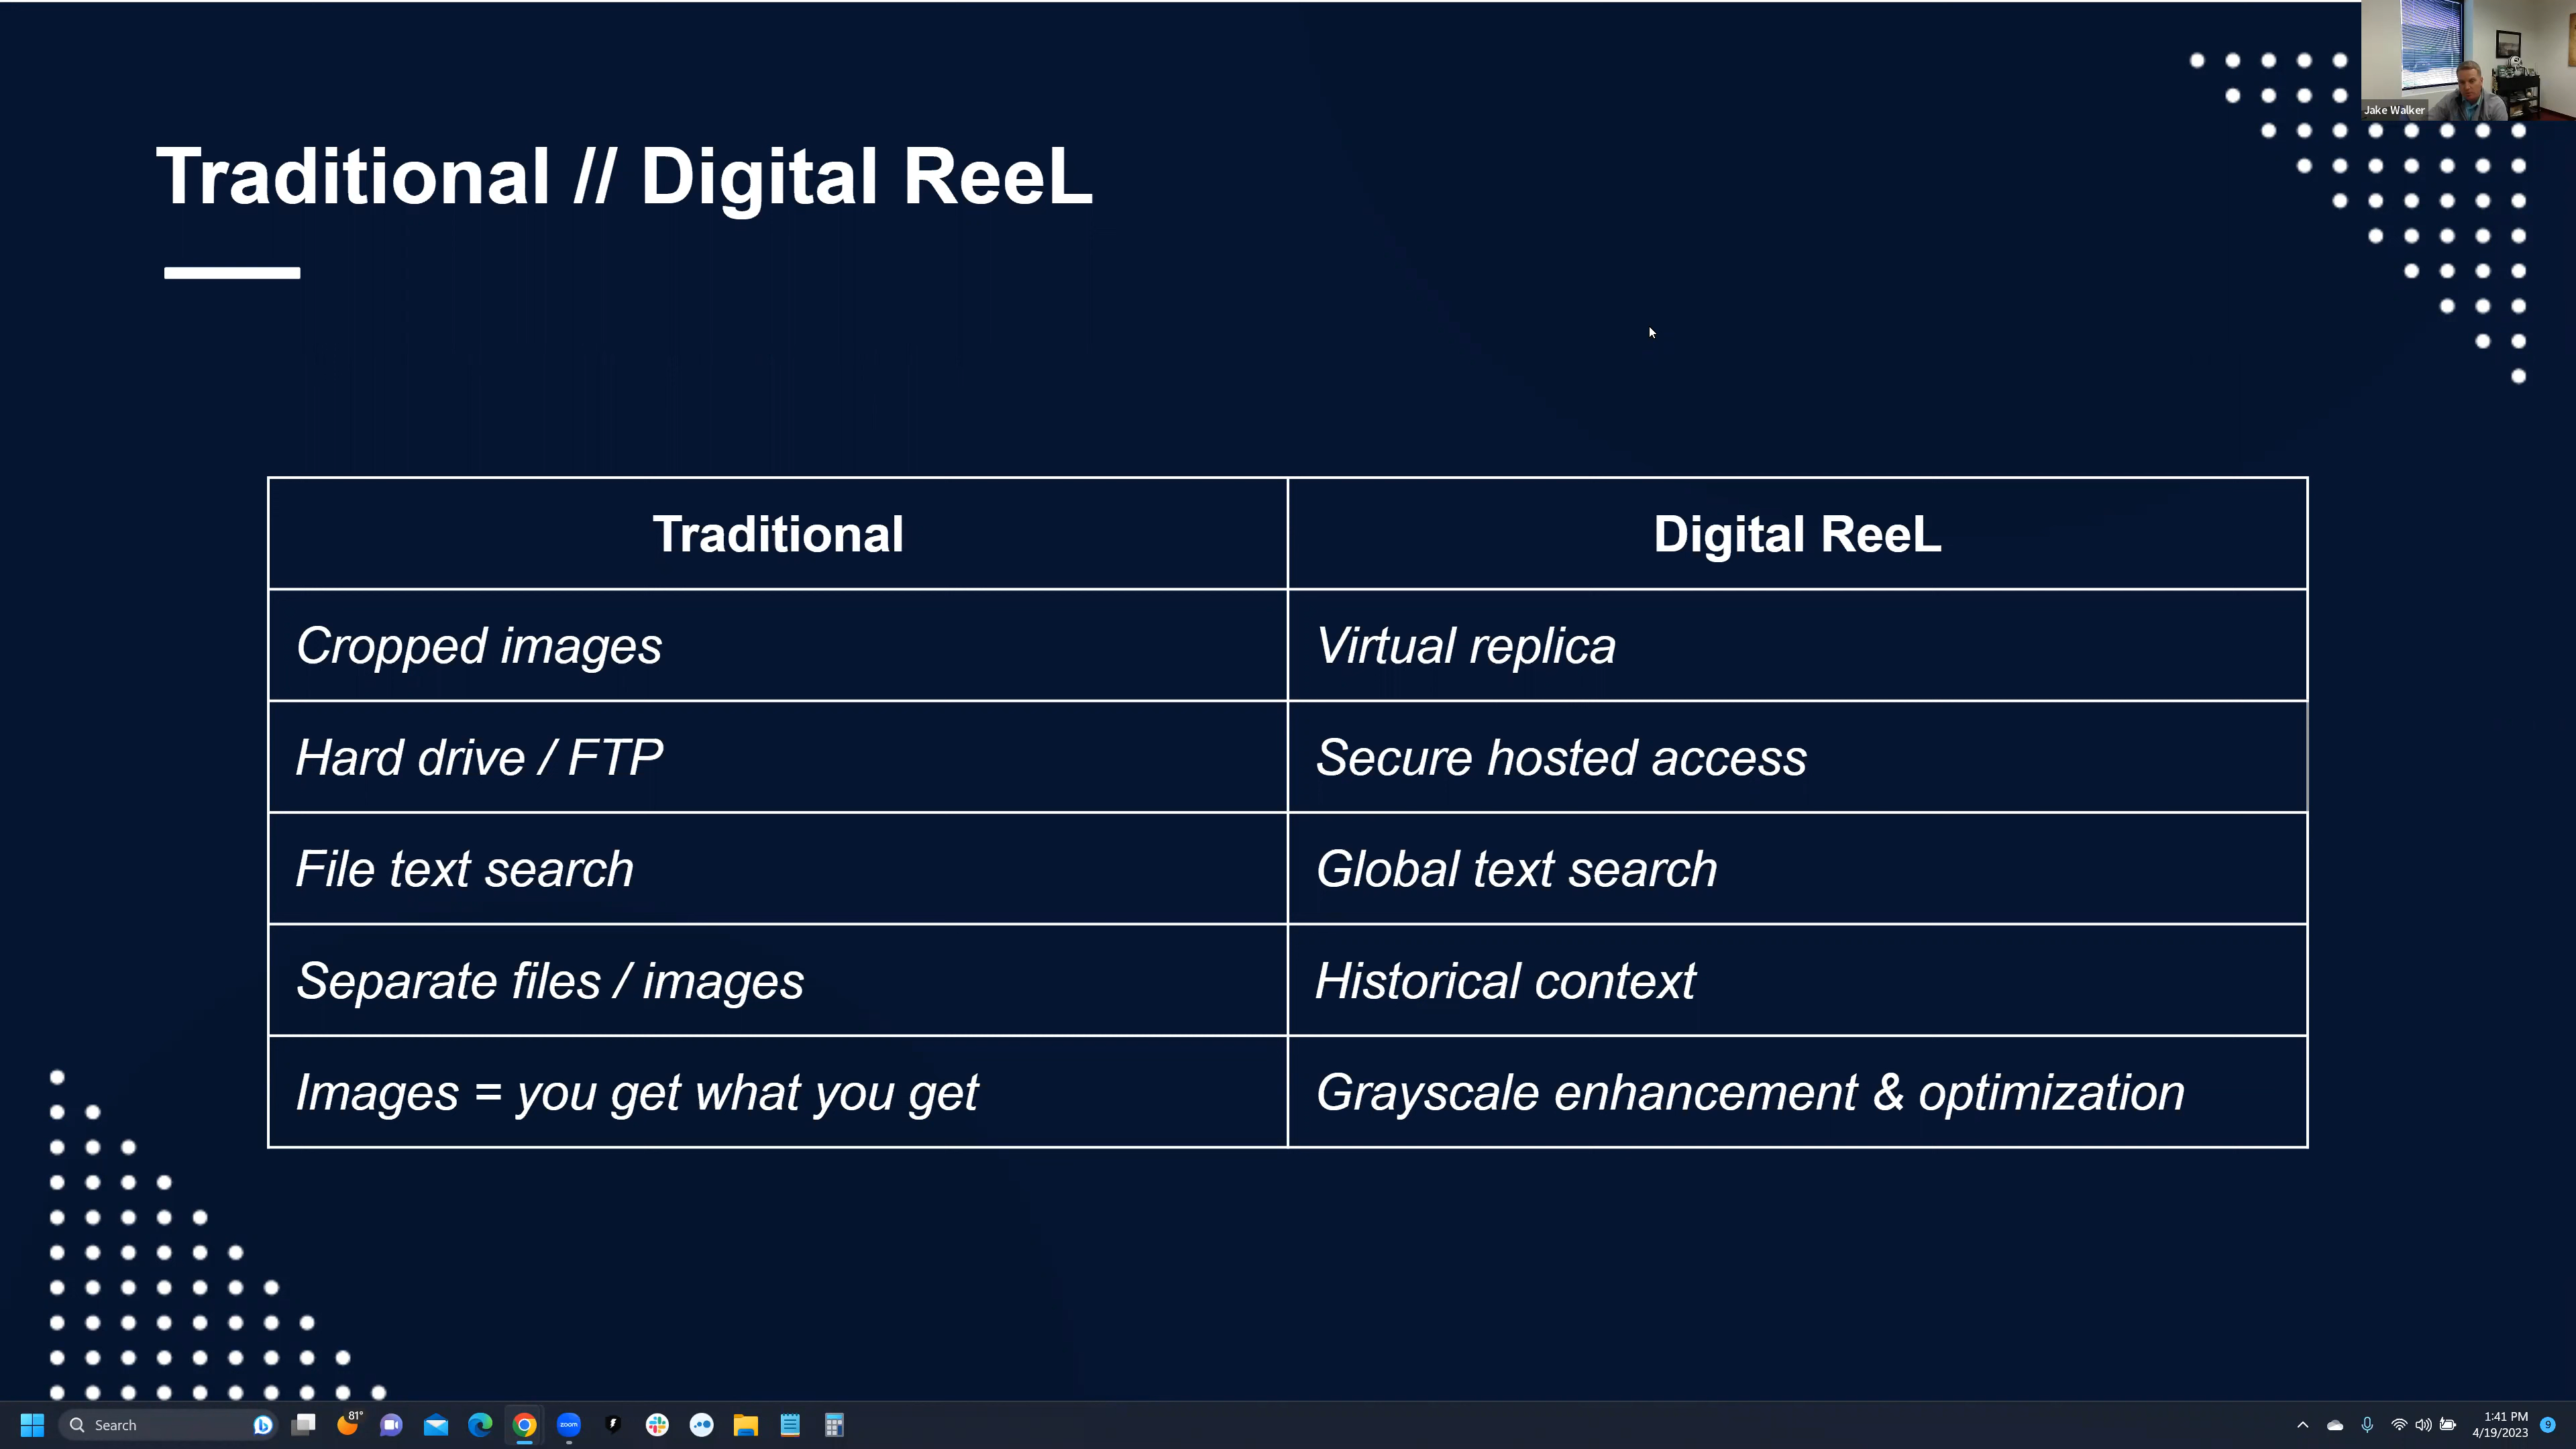 Jake Walker
Traditional // Digital ReeL
Traditional Digital ReeL
Cropped images Virtual replica
Hard drive / FTP Secure hosted access
File text search Global text search
Separate files / images Historical context
Images = you get what you get Grayscale enhancement & optimization
81°
Search
zoom
1:41 PM
4/19/2023
9